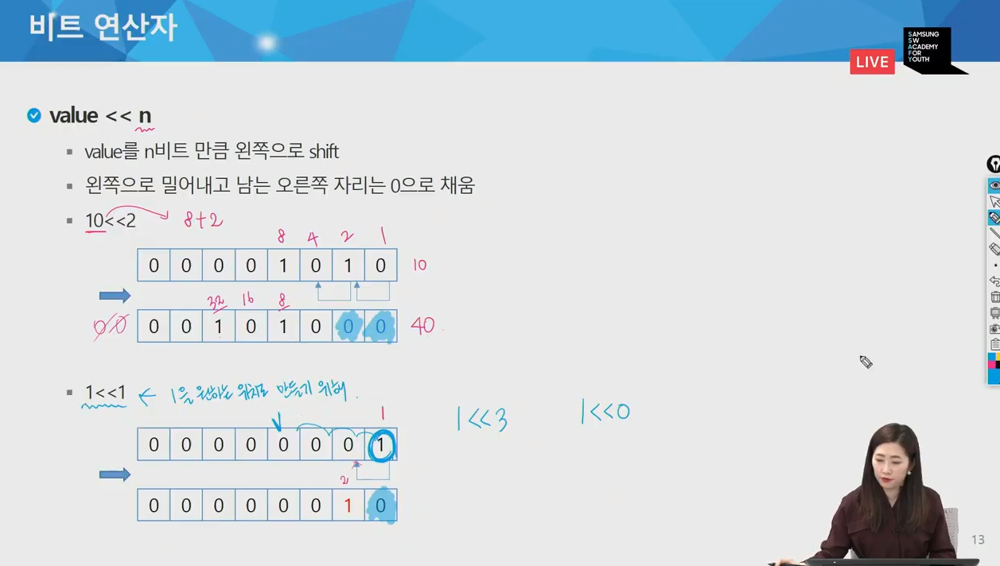 비트 연산자
SAMSUNG
SW
ACADEMY
FOR
YOUTH
LIVE
value << n
value를 n비트 만큼 왼쪽으로 shift
왼쪽으로 밀어내고 남는 오른쪽 자리는 0으로 채움
10<<2 8+2
8 4 2 1
0 0 0 0 1 0 1 0 10
32 16 8
00 0 0 1 0 1 0 0 0 40
1<<1 ← 1을 원하는 위치로 만들기 위해.
1
1<<3 1<<0
0 0 0 0 0 0 0 1
2
0 0 0 0 0 0 1 0
13